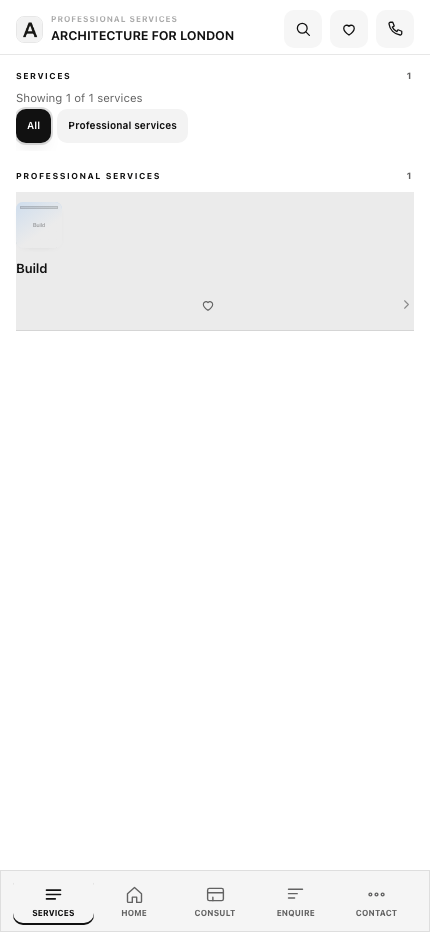 A
PROFESSIONAL SERVICES
ARCHITECTURE FOR LONDON
SERVICES 1
Showing 1 of 1 services
All Professional services
PROFESSIONAL SERVICES 1
Build
Build
SERVICES HOME CONSULT ENQUIRE CONTACT